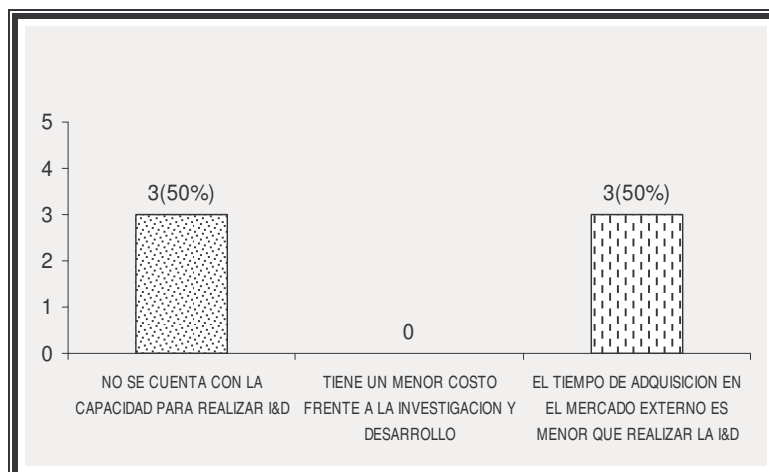 5
4
3
2
1
0
3(50%)
0
3(50%)
NO SE CUENTA CON LA
CAPACIDAD PARA REALIZAR I&D
TIENE UN MENOR COSTO
FRENTE A LA INVESTIGACION Y
DESARROLLO
EL TIEMPO DE ADQUISICION EN
EL MERCADO EXTERNO ES
MENOR QUE REALIZAR LA I&D